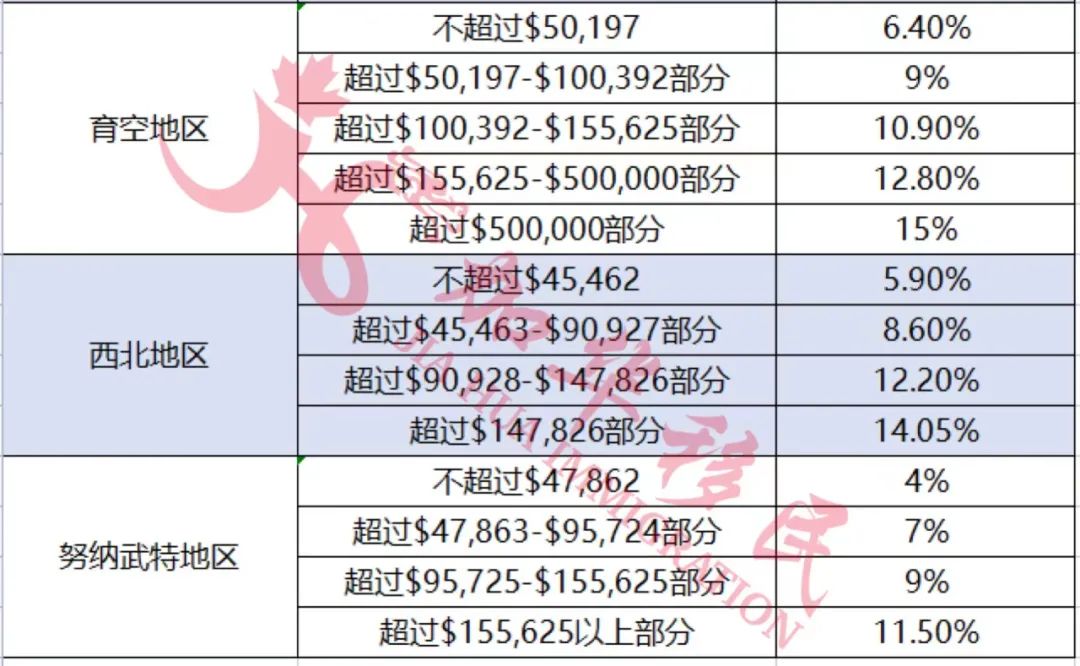 育空地区
不超过$50,197 6.40%
超过$50,197-$100,392部分 9%
超过$100,392-$155,625部分 10.90%
超过$155,625-$500,000部分 12.80%
超过$500,000部分 15%
西北地区
不超过$45,462 5.90%
超过$45,463-$90,927部分 8.60%
超过$90,928-$147,826部分 12.20%
超过$147,826部分 14.05%
努纳武特地区
不超过$47,862 4%
超过$47,863-$95,724部分 7%
超过$95,725-$155,625部分 9%
超过$155,625以上部分 11.50%
加华移民
JIA HUA IMMIGRATION